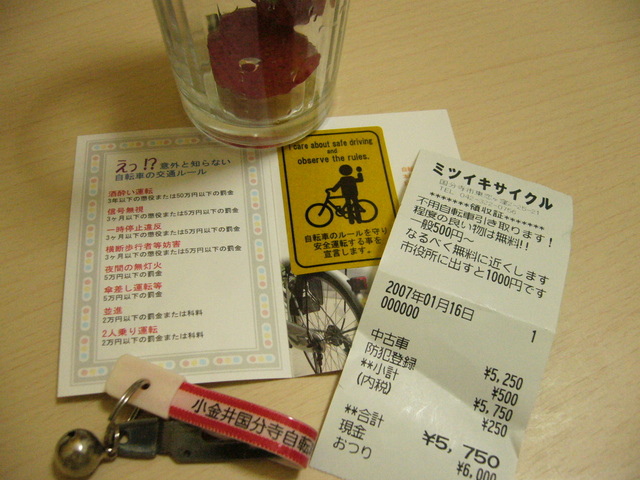 えっ!? 意外と知らない
自転車の交通ルール
酒酔い運転
3年以下の懲役または50万円以下の罰金
信号無視
3ヶ月以下の懲役または5万円以下の罰金
一時停止違反
3ヶ月以下の懲役または5万円以下の罰金
横断歩行者等妨害
3ヶ月以下の懲役または5万円以下の罰金
夜間の無灯火
5万円以下の罰金
傘差し運転等
5万円以下の罰金
並進
2万円以下の罰金または科料
2人乗り運転
2万円以下の罰金または科料
I care about safe driving
and
observe the rules.
自転車のルールを守り
安全運転する事を
宣言します。
ミツイキサイクル
国分寺市東
*******領収証*******
不用自転車引き取ります!
程度の良い物は無料!!
一般500円~
なるべく無料に近くします
市役所に出すと1000円です
2007年01月16日
000000 1
中古車 ¥5,250
防犯登録 ¥500
**小計 ¥5,750
(内税) ¥250
**合計 ¥5,750
現金 ¥6,000
おつり
小金井国分寺自転